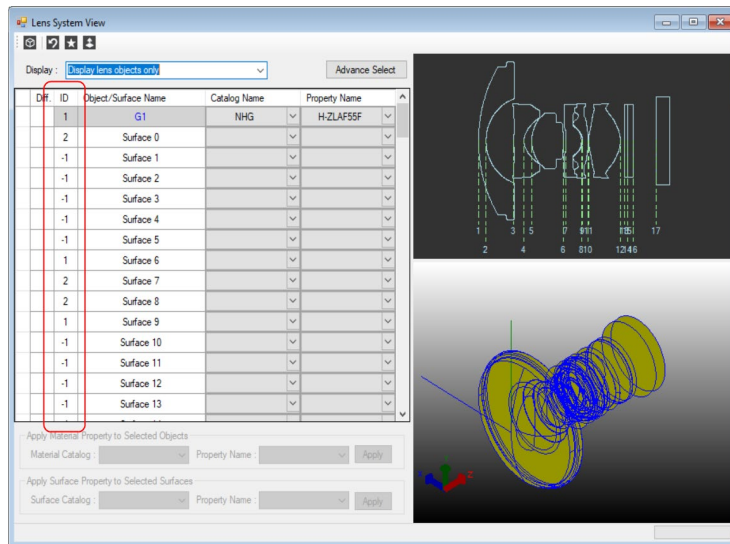 Lens System View
Display : Display lens objects only Advance Select
Diff. ID Object/Surface Name Catalog Name Property Name
1 G1 NHG H-ZLAF55F
2 Surface 0
-1 Surface 1
-1 Surface 2
-1 Surface 3
-1 Surface 4
-1 Surface 5
1 Surface 6
2 Surface 7
2 Surface 8
1 Surface 9
-1 Surface 10
-1 Surface 11
-1 Surface 12
-1 Surface 13
Apply Material Property to Selected Objects
Material Catalog : Property Name : Apply
Apply Surface Property to Selected Surfaces
Surface Catalog : Property Name : Apply
1 3 5 7 17
2 4 6